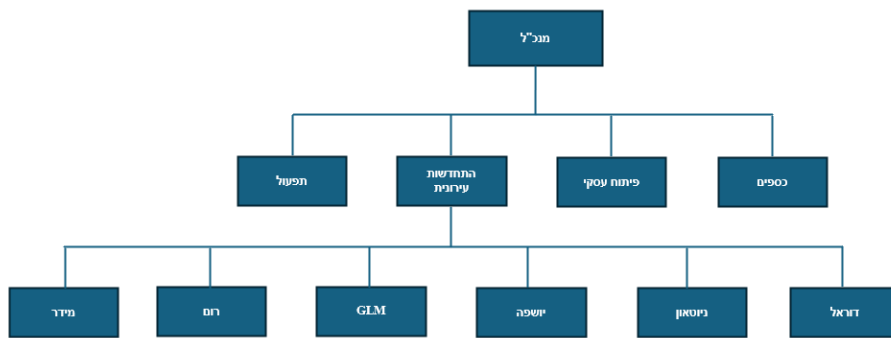 מנכ"ל
כספים
פיתוח עסקי
התחדשות
עירונית
תפעול
דוראל
ניוטאון
יושפה
GLM
רום
מידר